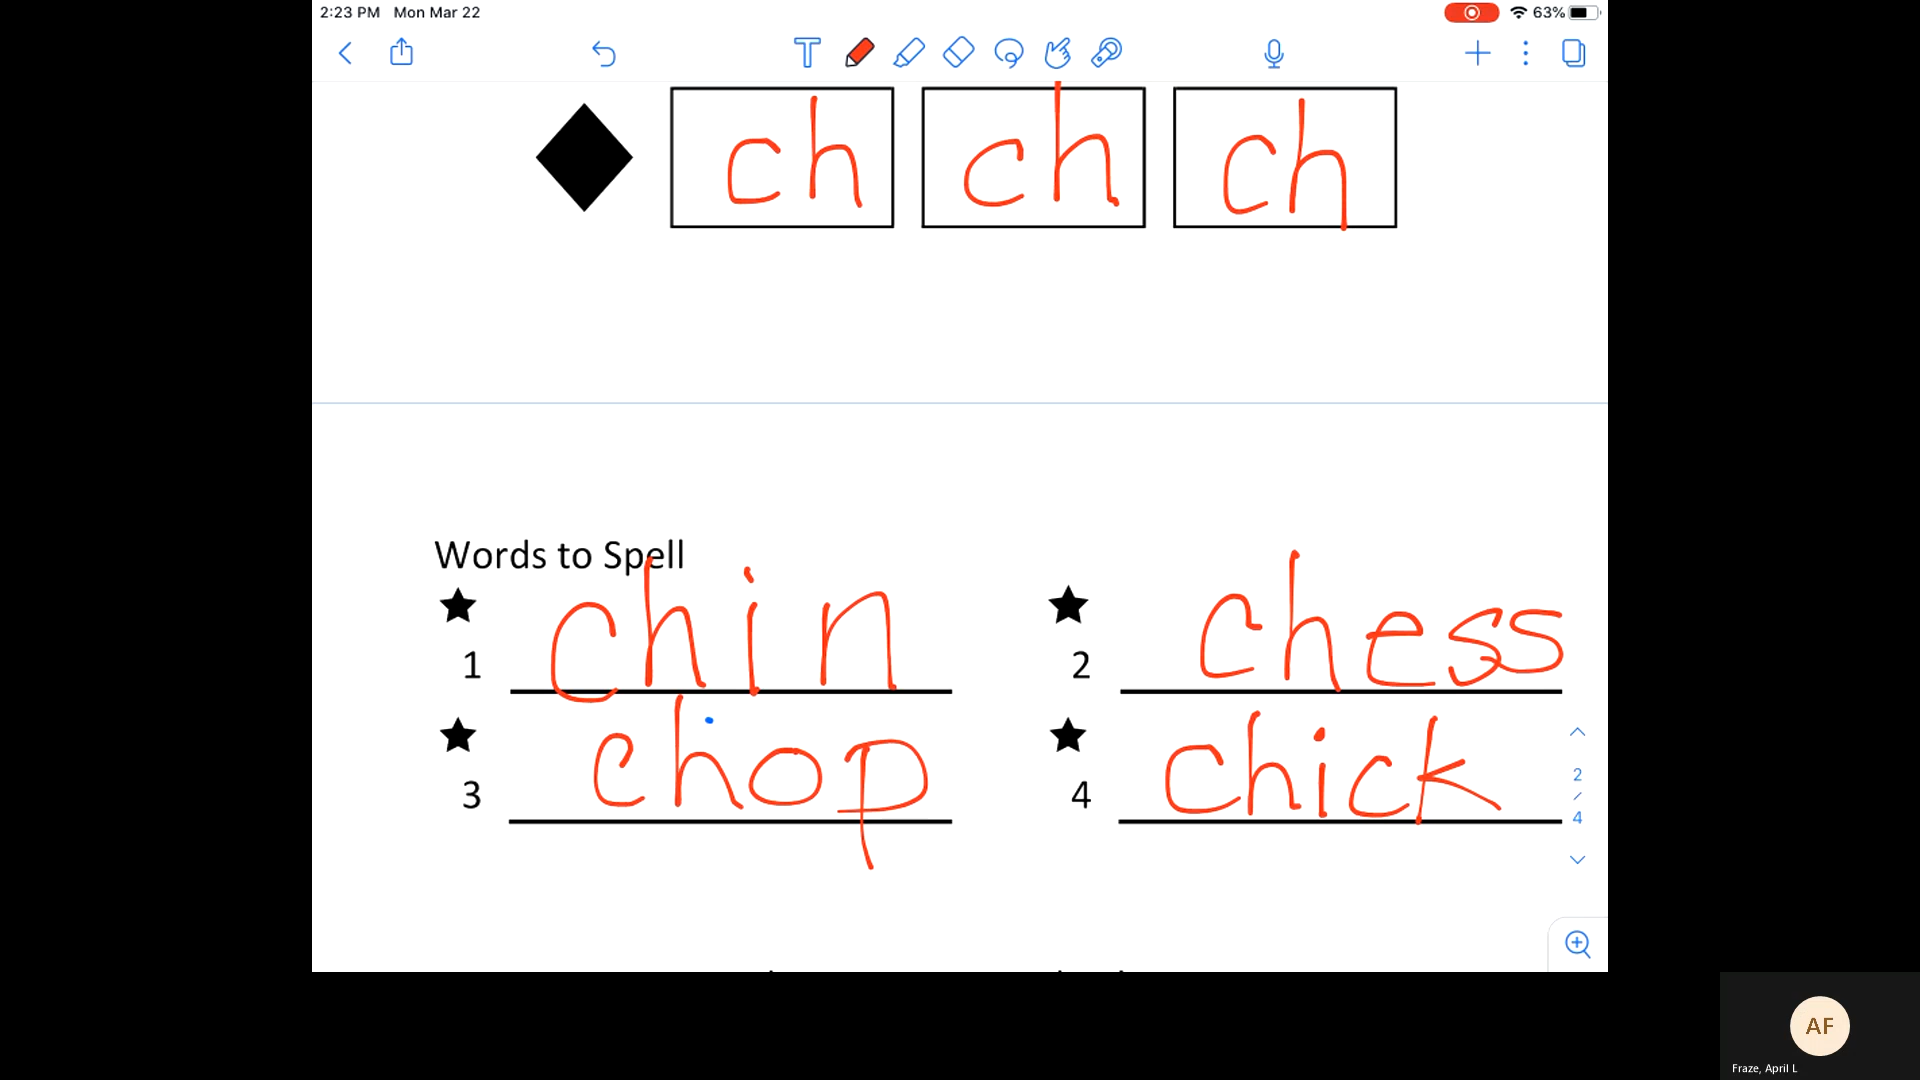 2:23 PM Mon Mar 22 63%
ch ch ch
Words to Spell
1 chin 2 chess
3 chop 4 chick
2
/
4
AF
Fraze, April L